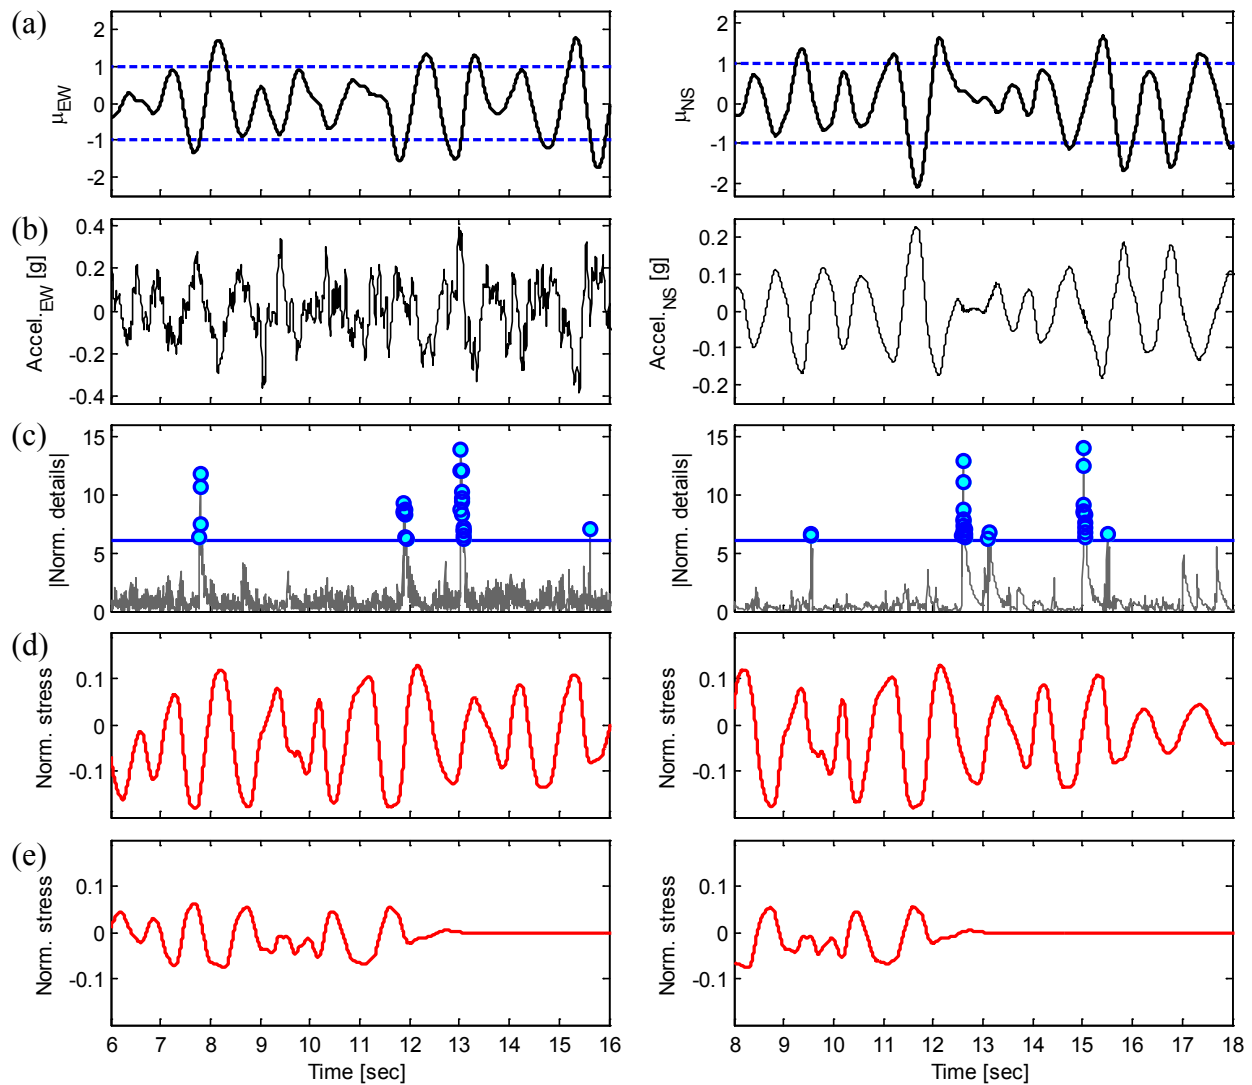 (a)
2
1
0
-1
-2
μEW
2
1
0
-1
-2
μNS
(b)
0.4
0.2
0
-0.2
-0.4
Accel.EW [g]
0.2
0.1
0
-0.1
-0.2
Accel.NS [g]
(c)
15
10
5
0
|Norm. details|
15
10
5
0
|Norm. details|
(d)
0.1
0
-0.1
Norm. stress
0.1
0
-0.1
Norm. stress
(e)
0.1
0
-0.1
Norm. stress
0.1
0
-0.1
Norm. stress
6 7 8 9 10 11 12 13 14 15 16
Time [sec]
8 9 10 11 12 13 14 15 16 17 18
Time [sec]